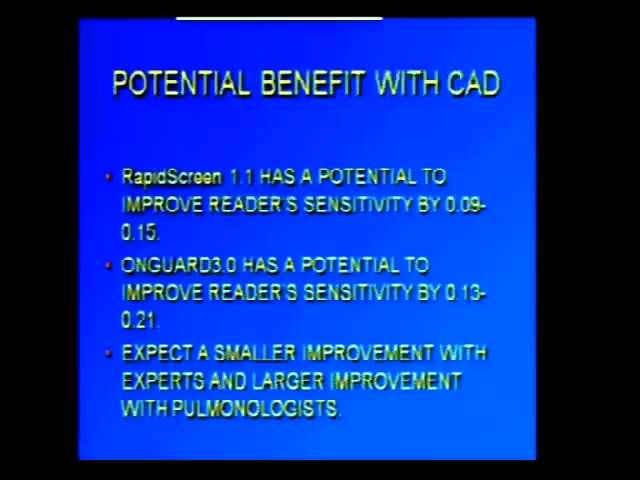 POTENTIAL BENEFIT WITH CAD
• RapidScreen 1.1 HAS A POTENTIAL TO
IMPROVE READER'S SENSITIVITY BY 0.09-
0.15.
• ONGUARD3.0 HAS A POTENTIAL TO
IMPROVE READER'S SENSITIVITY BY 0.13-
0.21.
• EXPECT A SMALLER IMPROVEMENT WITH
EXPERTS AND LARGER IMPROVEMENT
WITH PULMONOLOGISTS.